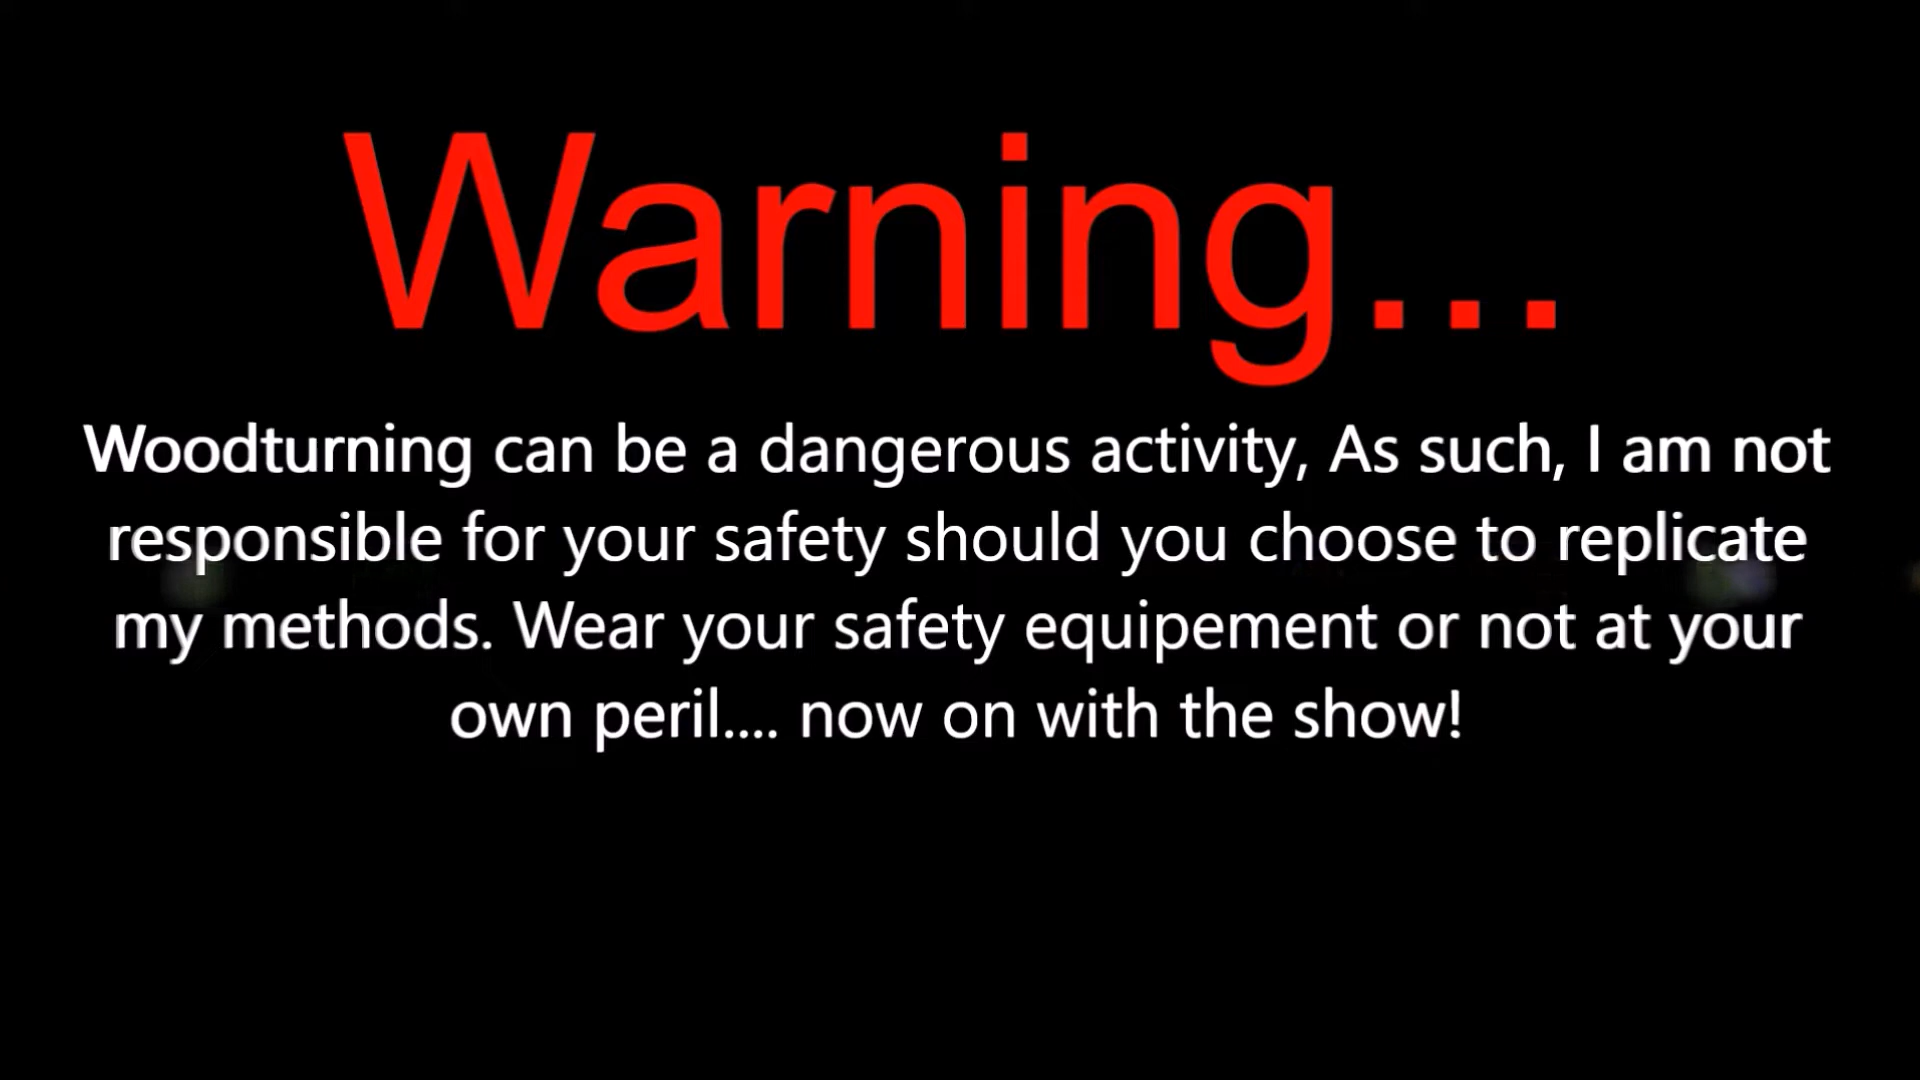 Warning...
Woodturning can be a dangerous activity, As such, I am not
responsible for your safety should you choose to replicate
my methods. Wear your safety equipement or not at your
own peril.... now on with the show!